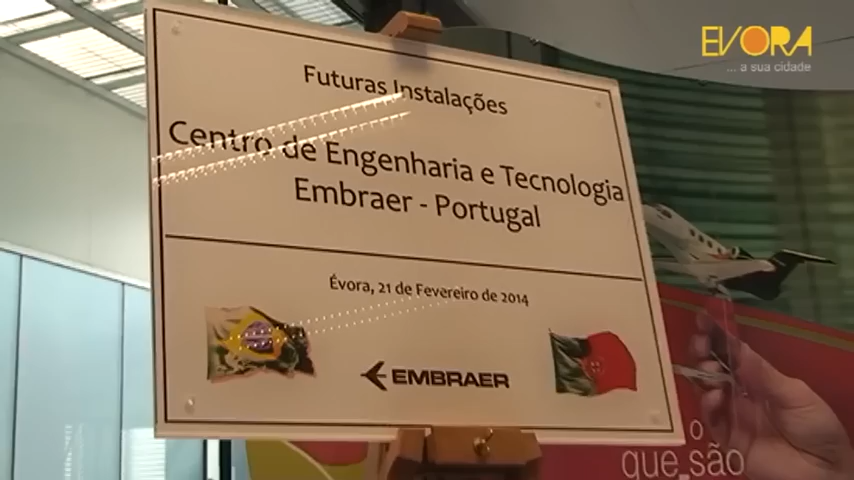 EVORA
... a sua cidade
Futuras Instalações
Centro de Engenharia e Tecnologia
Embraer - Portugal
Évora, 21 de Fevereiro de 2014
EMBRAER
o
que são